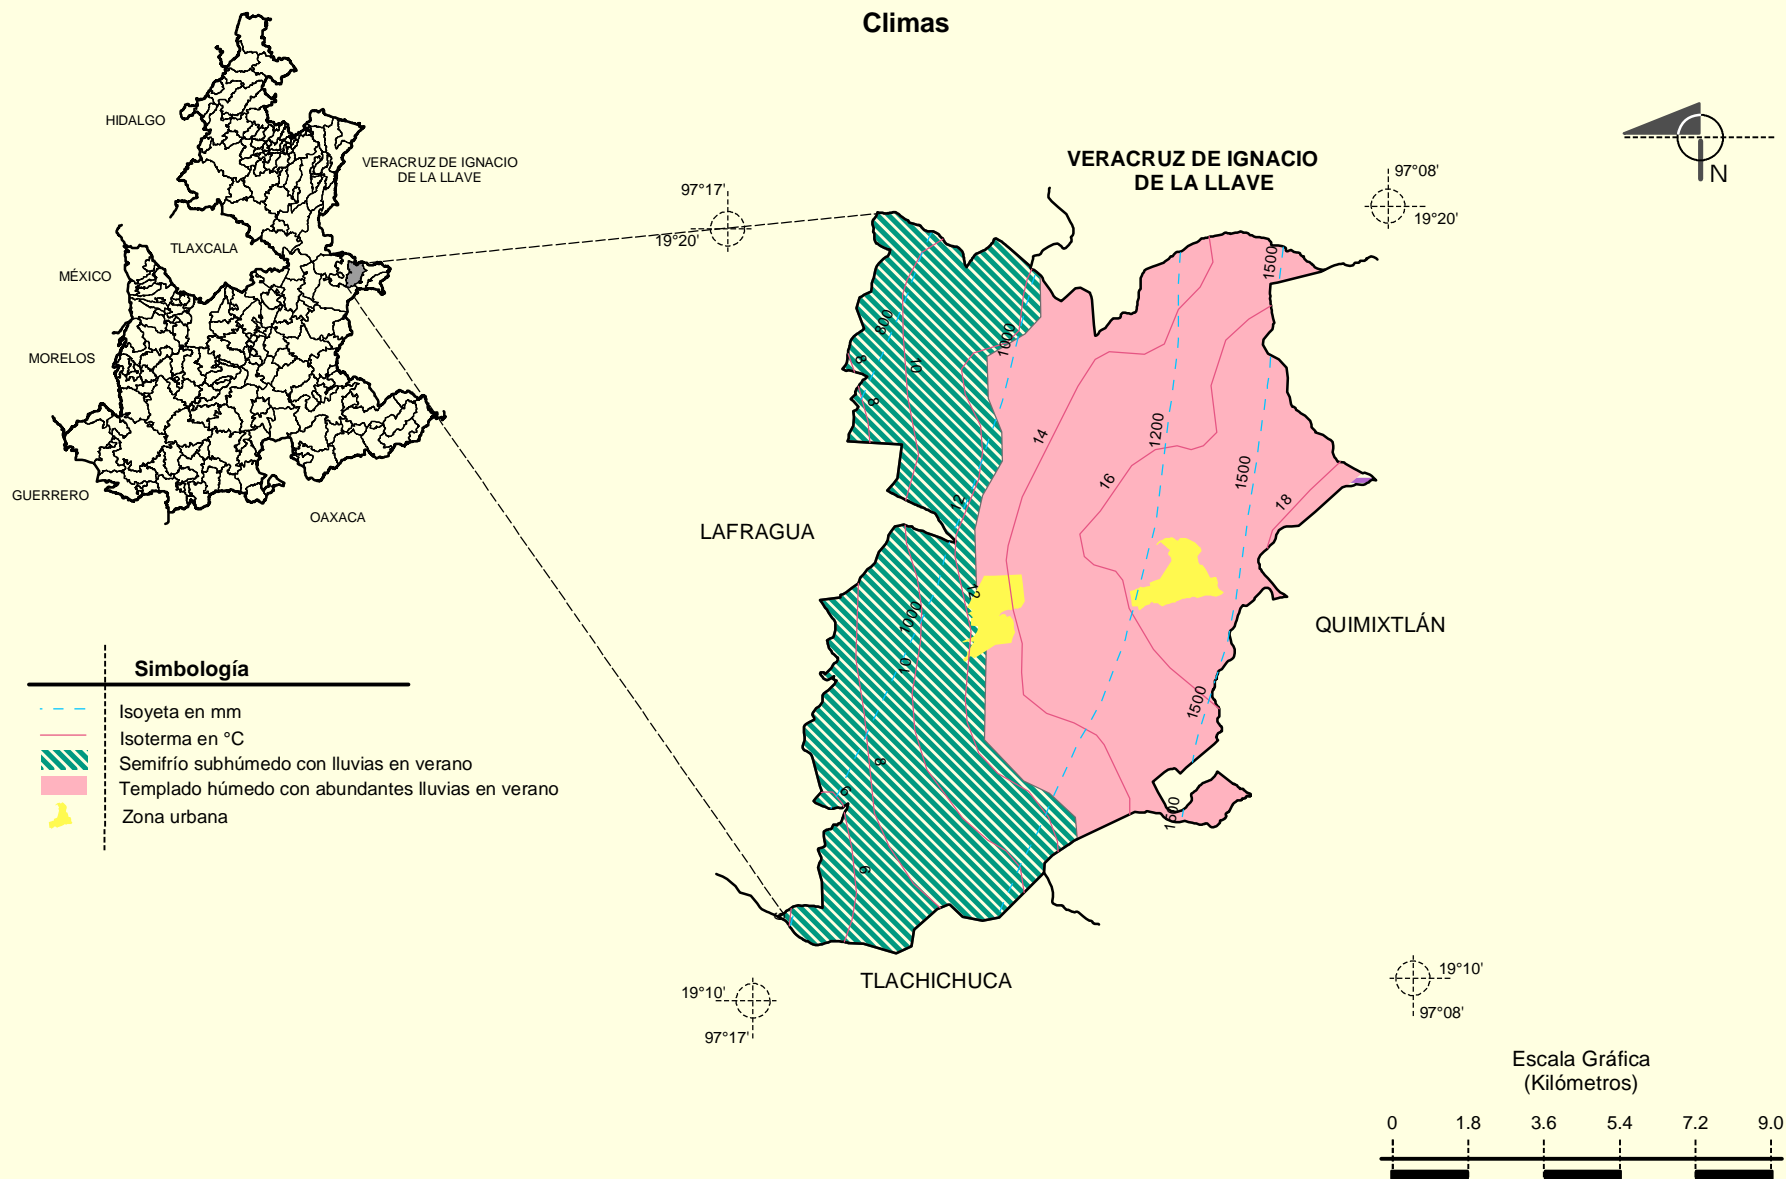 Climas
HIDALGO
VERACRUZ DE IGNACIO
DE LA LLAVE
TLAXCALA
MÉXICO
MORELOS
GUERRERO
OAXACA
VERACRUZ DE IGNACIO
DE LA LLAVE
97°17'
19°20'
97°08'
19°20'
N
800
1000
1500
8
10
8
14
1200
16
1500
12
18
LAFRAGUA
12
1000
10
QUIMIXTLÁN
1500
8
6
1500
6
TLACHICHUCA
19°10'
97°17'
19°10'
97°08'
Simbología
Isoyeta en mm
Isoterma en °C
Semifrío subhúmedo con lluvias en verano
Templado húmedo con abundantes lluvias en verano
Zona urbana
Escala Gráfica
(Kilómetros)
0 1.8 3.6 5.4 7.2 9.0